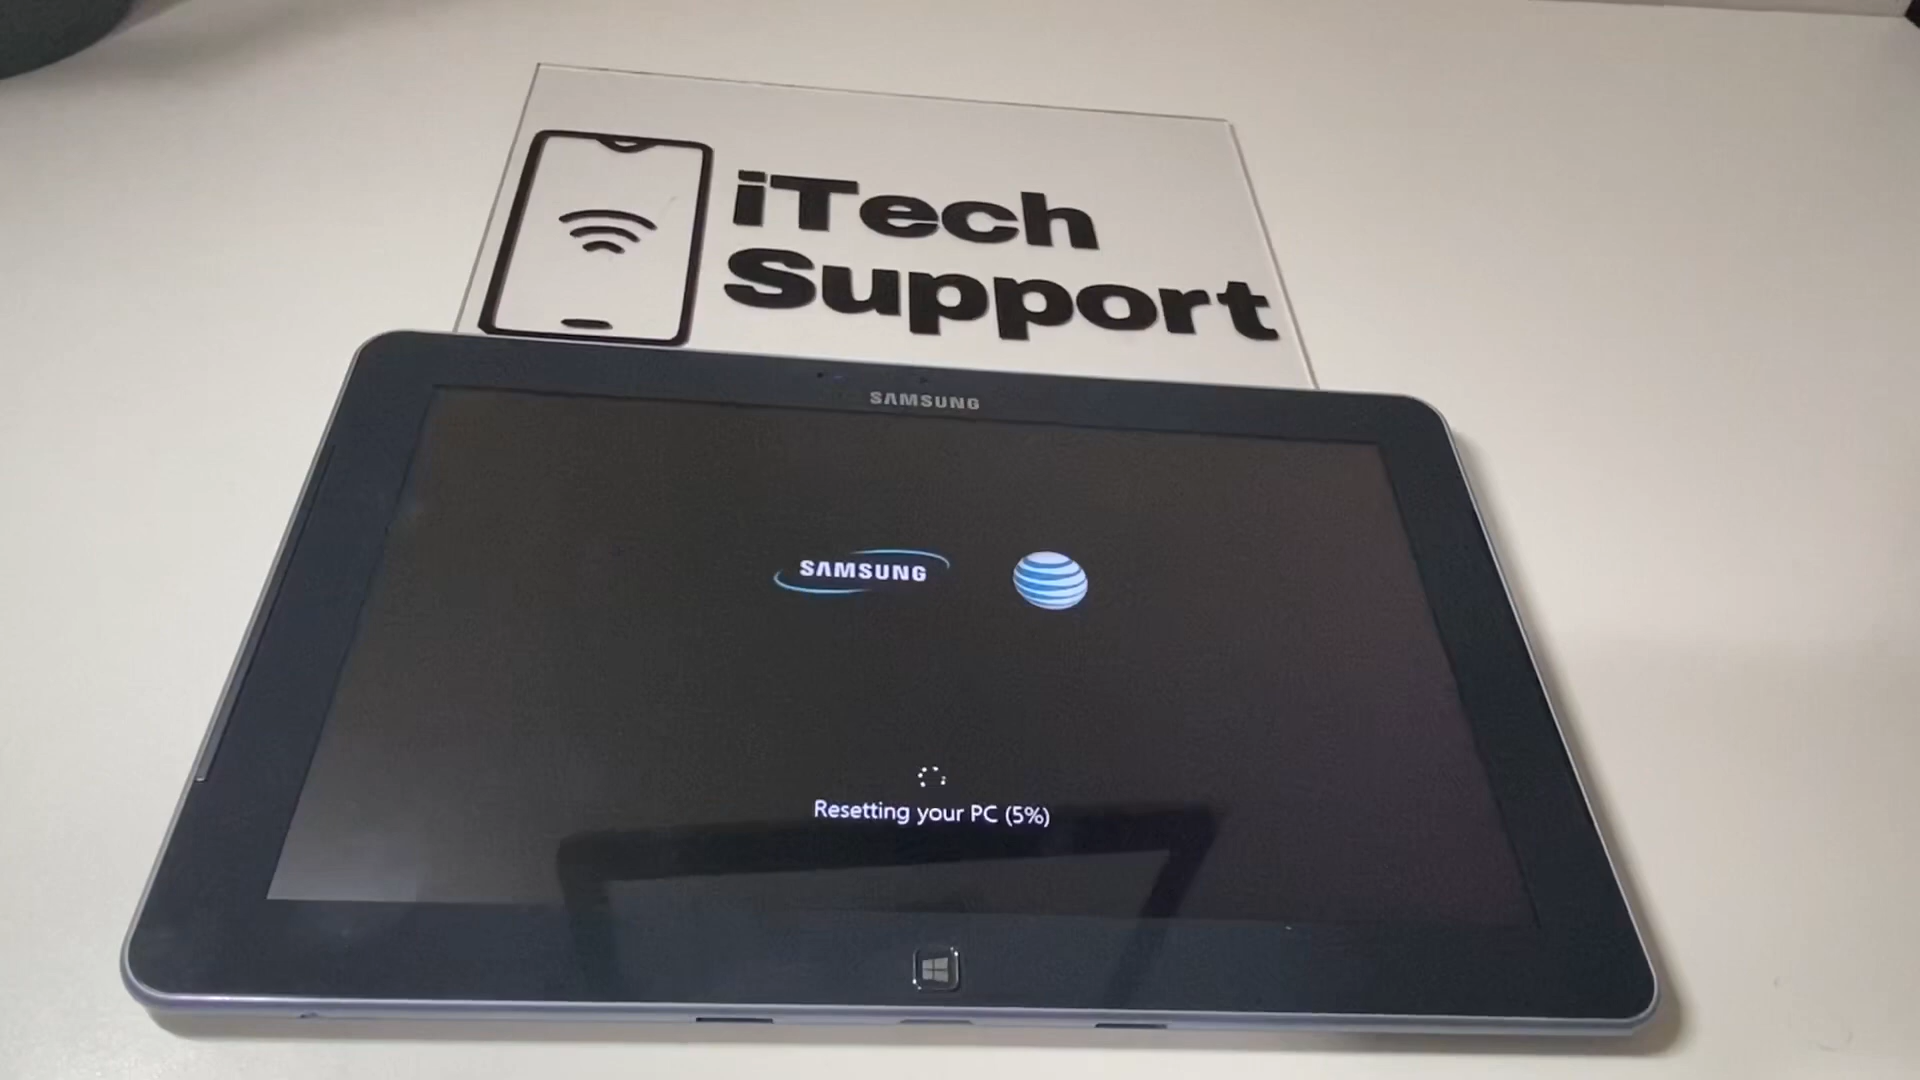 iTech
Support
SAMSUNG
SAMSUNG
Resetting your PC (5%)